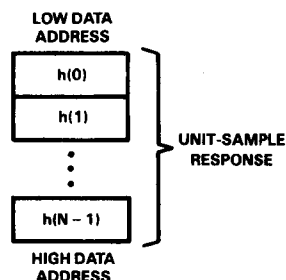 LOW DATA
ADDRESS
h(0)
h(1)
UNIT-SAMPLE
RESPONSE
h(N – 1)
HIGH DATA
ADDRESS